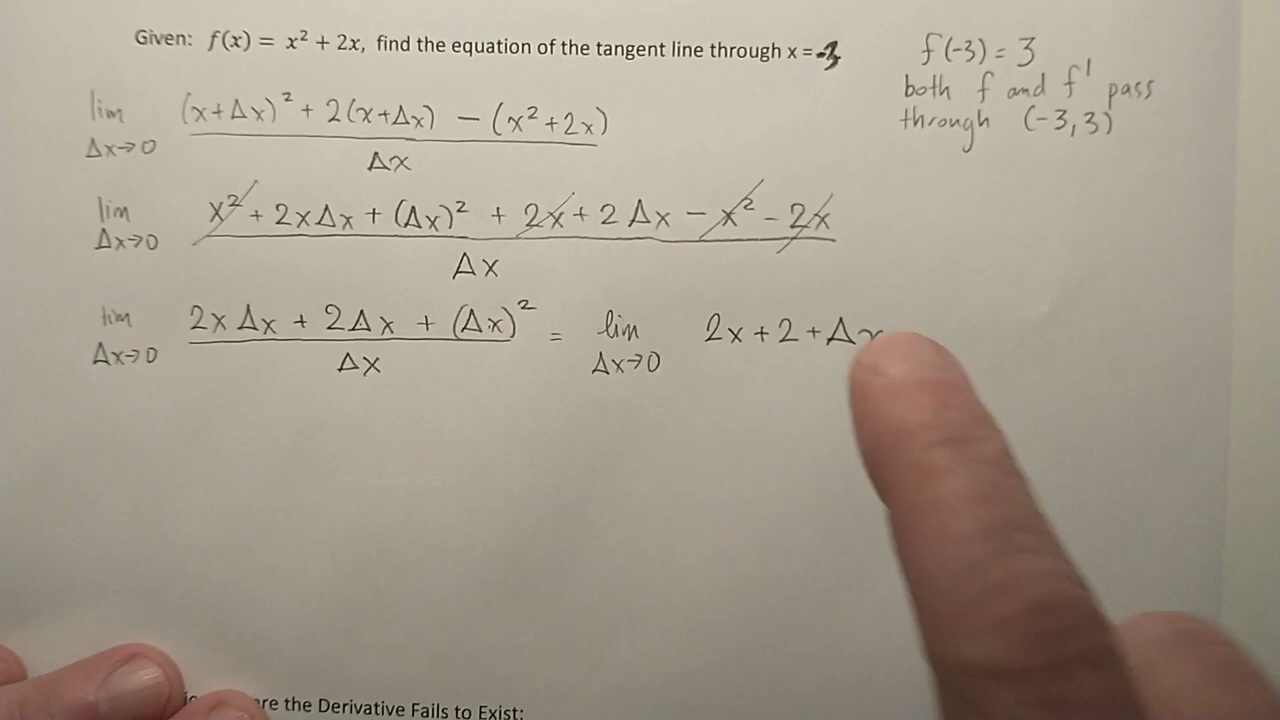 Given: f(x) = x² + 2x, find the equation of the tangent line through x = -3
f(-3) = 3
both f and f' pass
through (-3, 3)
lim (x+Δx)² + 2(x+Δx) - (x²+2x)
Δx→0 Δx
lim x² + 2xΔx + (Δx)² + 2x + 2Δx - x² - 2x
Δx→0 Δx
lim 2xΔx + 2Δx + (Δx)² = lim 2x + 2 + Δx
Δx→0 Δx Δx→0
the Derivative Fails to Exist: